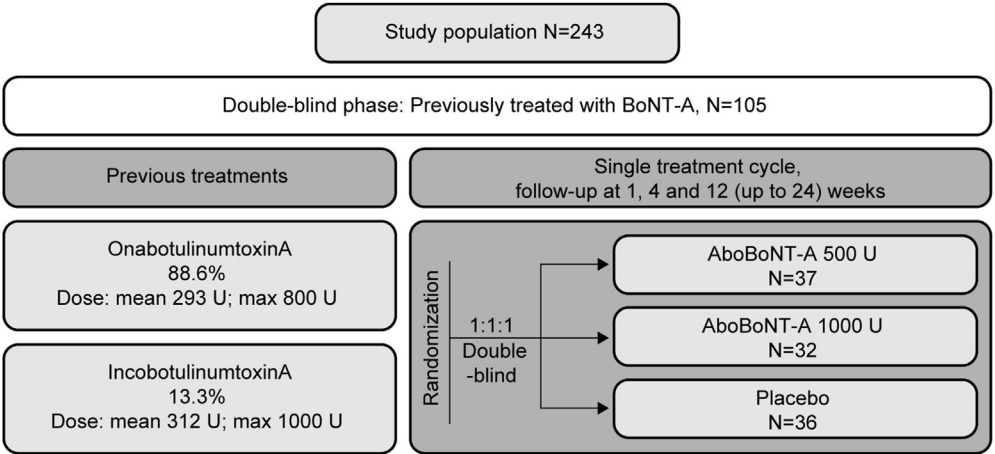 Study population N=243
Double-blind phase: Previously treated with BoNT-A, N=105
Previous treatments
OnabotulinumtoxinA
88.6%
Dose: mean 293 U; max 800 U
IncobotulinumtoxinA
13.3%
Dose: mean 312 U; max 1000 U
Single treatment cycle,
follow-up at 1, 4 and 12 (up to 24) weeks
Randomization
1:1:1
Double
-blind
AboBoNT-A 500 U
N=37
AboBoNT-A 1000 U
N=32
Placebo
N=36